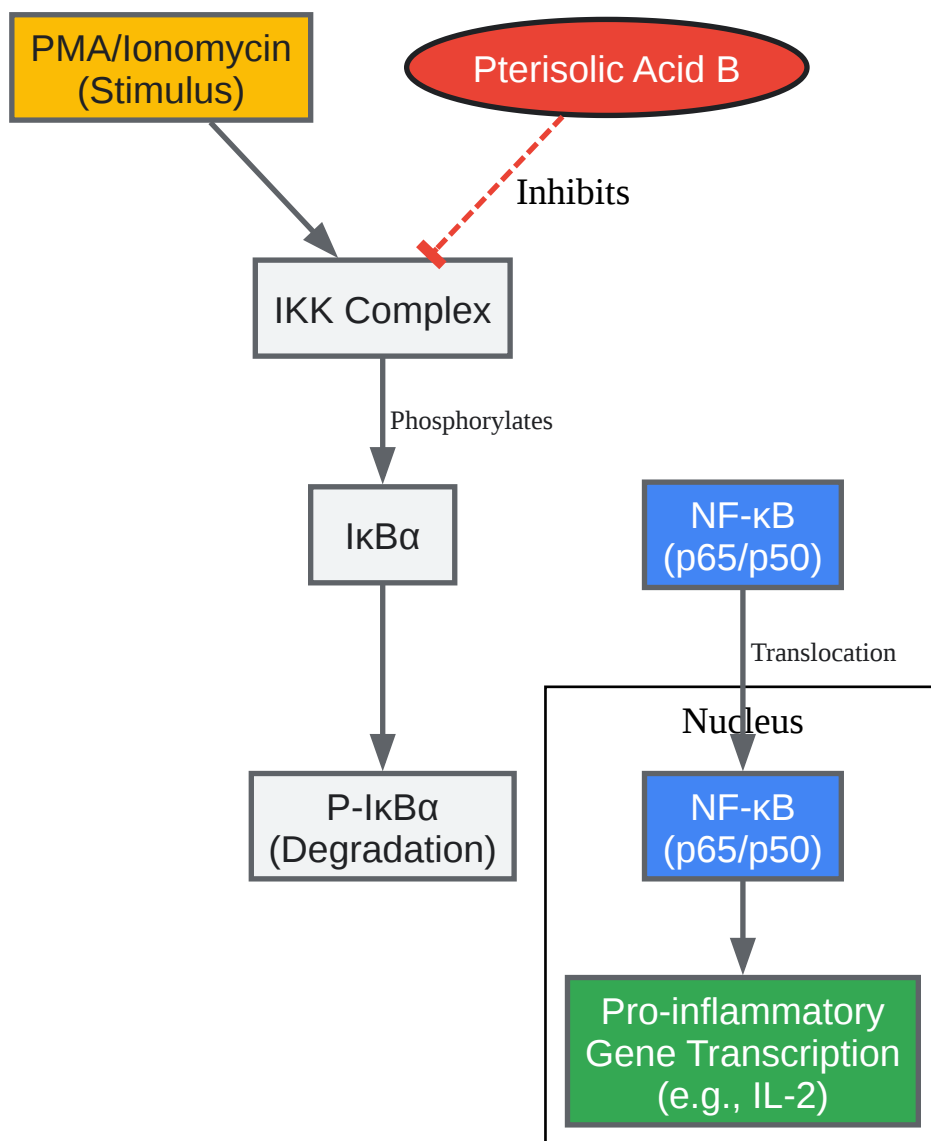 PMA/Ionomycin
(Stimulus)
Pterisolic Acid B
Inhibits
IKK Complex
Phosphorylates
IκBα
NF-κB
(p65/p50)
Translocation
Nucleus
P-IκBα
(Degradation)
NF-κB
(p65/p50)
Pro-inflammatory
Gene Transcription
(e.g., IL-2)